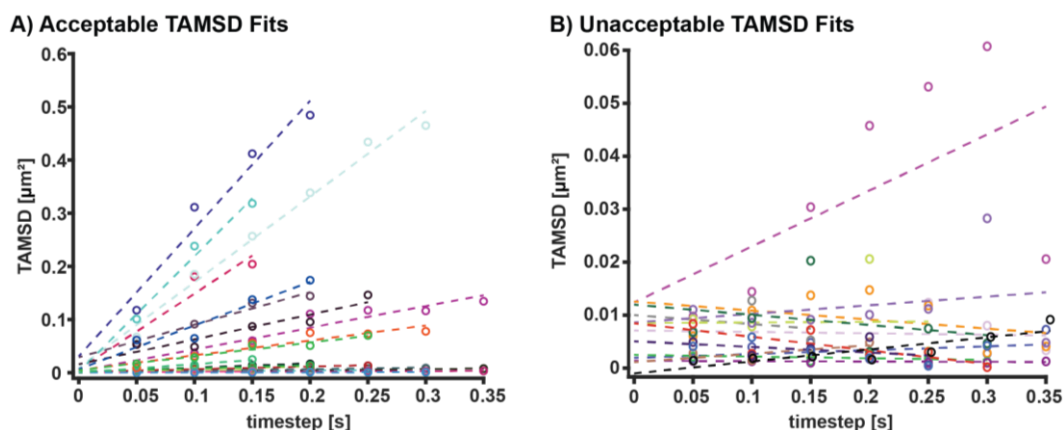 A) Acceptable TAMSD Fits
0.6
0.5
0.4
0.3
0.2
0.1
0
TAMSD [µm²]
0 0.05 0.1 0.15 0.2 0.25 0.3 0.35
timestep [s]
B) Unacceptable TAMSD Fits
0.06
0.05
0.04
0.03
0.02
0.01
0
TAMSD [µm²]
0 0.05 0.1 0.15 0.2 0.25 0.3 0.35
timestep [s]